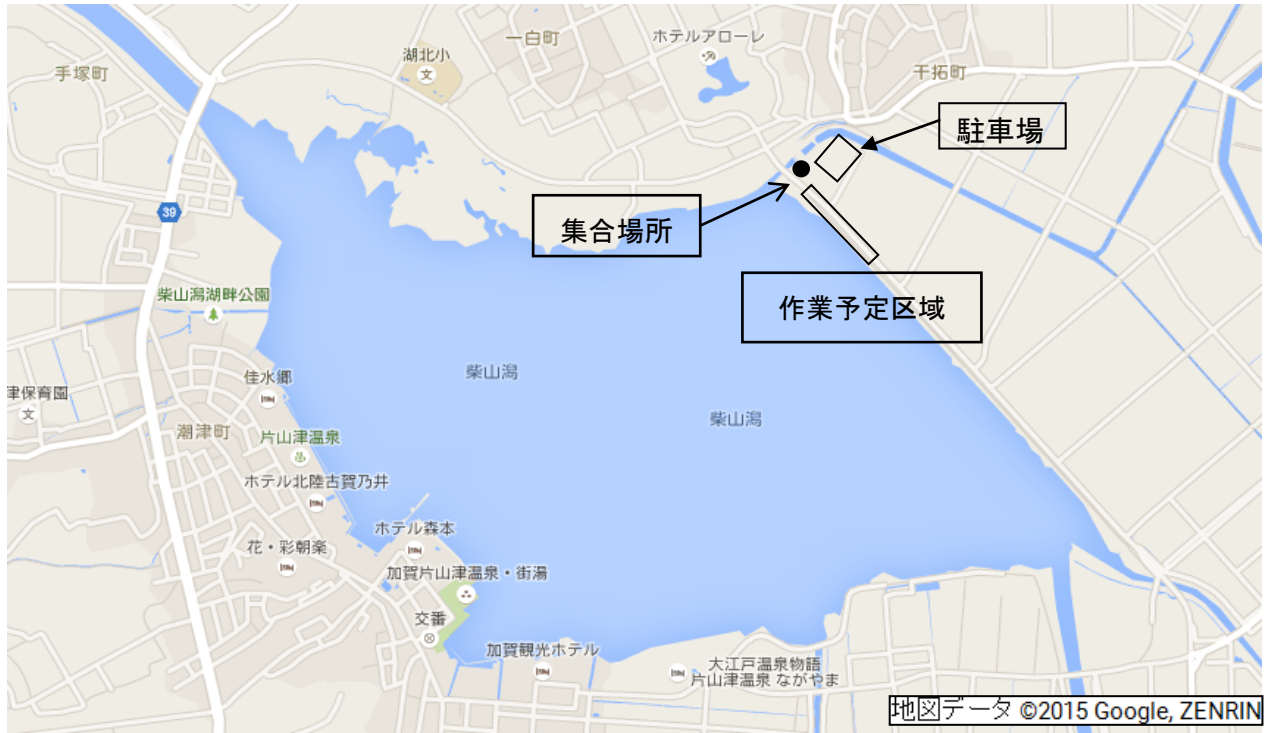 一白町
ホテルアローレ
湖北小
手塚町
干拓町
駐車場
39
集合場所
柴山潟湖畔公園
作業予定区域
佳水郷
柴山潟
津保育園
柴山潟
潮津町
片山津温泉
ホテル北陸古賀乃井
ホテル森本
花・彩朝楽
加賀片山津温泉・街湯
交番
加賀観光ホテル
大江戸温泉物語
片山津温泉 ながやま
地図データ ©2015 Google, ZENRIN